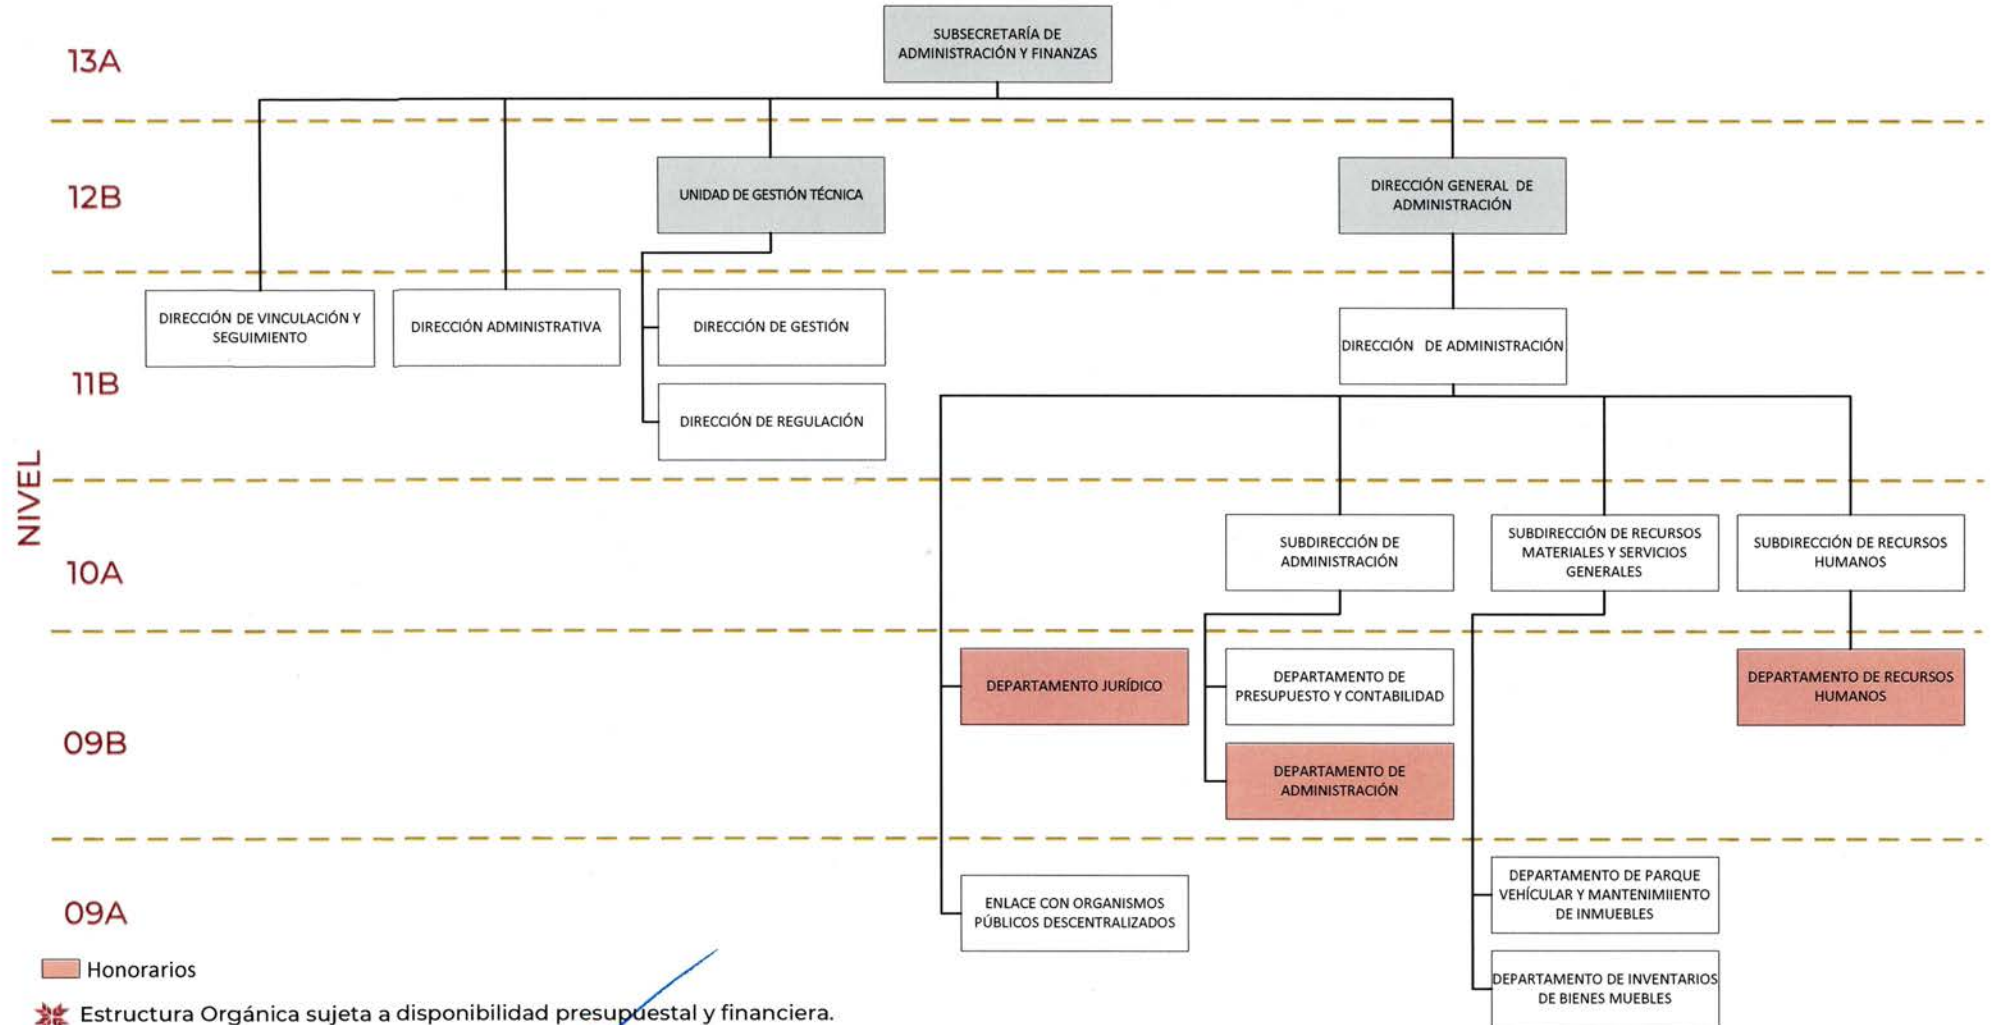 13A
SUBSECRETARÍA DE
ADMINISTRACIÓN Y FINANZAS
12B
UNIDAD DE GESTIÓN TÉCNICA
DIRECCIÓN GENERAL DE
ADMINISTRACIÓN
11B
DIRECCIÓN DE VINCULACIÓN Y
SEGUIMIENTO
DIRECCIÓN ADMINISTRATIVA
DIRECCIÓN DE GESTIÓN
DIRECCIÓN DE REGULACIÓN
DIRECCIÓN DE ADMINISTRACIÓN
NIVEL
10A
SUBDIRECCIÓN DE
ADMINISTRACIÓN
SUBDIRECCIÓN DE RECURSOS
MATERIALES Y SERVICIOS
GENERALES
SUBDIRECCIÓN DE RECURSOS
HUMANOS
09B
DEPARTAMENTO JURÍDICO
DEPARTAMENTO DE
PRESUPUESTO Y CONTABILIDAD
DEPARTAMENTO DE
ADMINISTRACIÓN
DEPARTAMENTO DE RECURSOS
HUMANOS
09A
ENLACE CON ORGANISMOS
PÚBLICOS DESCENTRALIZADOS
DEPARTAMENTO DE PARQUE
VEHÍCULAR Y MANTENIMIIENTO
DE INMUEBLES
DEPARTAMENTO DE INVENTARIOS
DE BIENES MUEBLES
Honorarios
Estructura Orgánica sujeta a disponibilidad presupuestal y financiera.